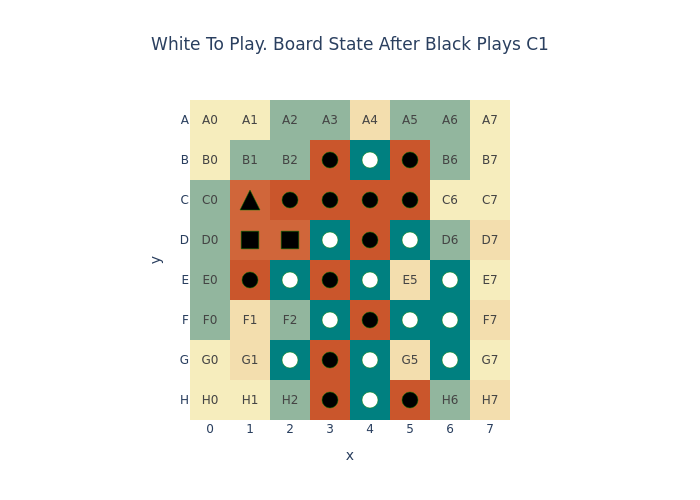 White To Play. Board State After Black Plays C1
A A0 A1 A2 A3 A4 A5 A6 A7
B B0 B1 B2 B6 B7
C C0 C6 C7
D D0 D6 D7
y
E E0 E5 E7
F F0 F1 F2 F7
G G0 G1 G5 G7
H H0 H1 H2 H6 H7
0 1 2 3 4 5 6 7
x